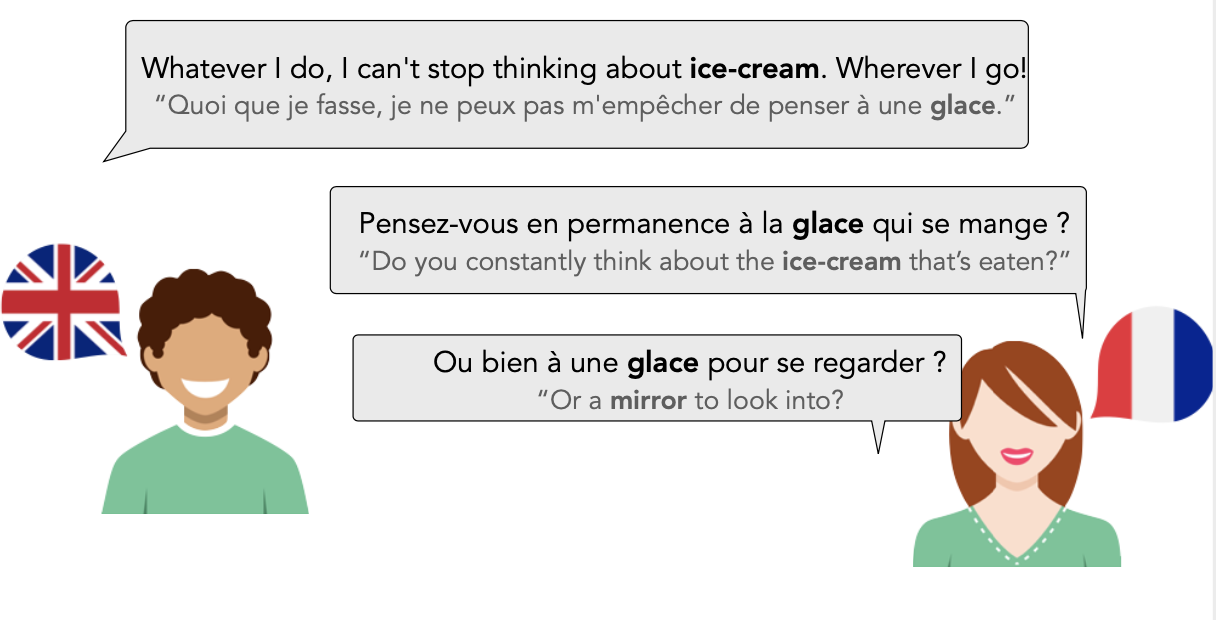 Whatever I do, I can't stop thinking about ice-cream. Wherever I go!
“Quoi que je fasse, je ne peux pas m'empêcher de penser à une glace.”
Pensez-vous en permanence à la glace qui se mange ?
“Do you constantly think about the ice-cream that’s eaten?”
Ou bien à une glace pour se regarder ?
“Or a mirror to look into?